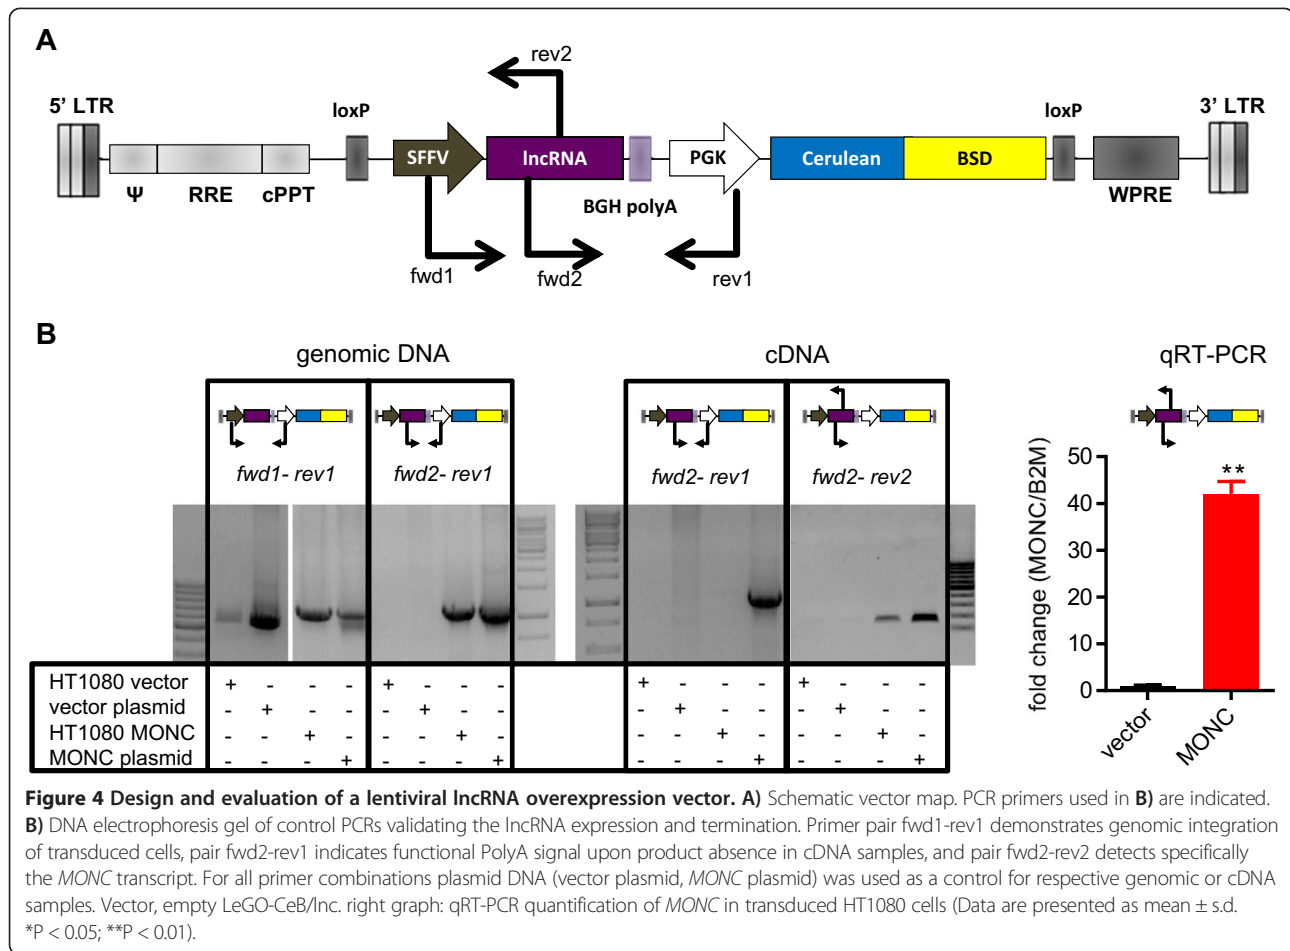 A
rev2
5' LTR
loxP
loxP
3' LTR
SFFV
lncRNA
PGK
Cerulean
BSD
Ψ
RRE
cPPT
BGH polyA
WPRE
fwd1
fwd2
rev1
B
genomic DNA
cDNA
qRT-PCR
fwd1- rev1
fwd2- rev1
fwd2- rev1
fwd2- rev2
fold change (MONC/B2M)
50
40
30
20
10
0
**
vector
MONC
HT1080 vector + - - - + - - - + - - - + - - -
vector plasmid - + - - - + - - - + - - - + - -
HT1080 MONC - - + - - - + - - - + - - - + -
MONC plasmid - - - + - - - + - - - + - - - +
Figure 4 Design and evaluation of a lentiviral lncRNA overexpression vector. A) Schematic vector map. PCR primers used in B) are indicated.
B) DNA electrophoresis gel of control PCRs validating the lncRNA expression and termination. Primer pair fwd1-rev1 demonstrates genomic integration
of transduced cells, pair fwd2-rev1 indicates functional PolyA signal upon product absence in cDNA samples, and pair fwd2-rev2 detects specifically
the MONC transcript. For all primer combinations plasmid DNA (vector plasmid, MONC plasmid) was used as a control for respective genomic or cDNA
samples. Vector, empty LeGO-CeB/lnc. right graph: qRT-PCR quantification of MONC in transduced HT1080 cells (Data are presented as mean ± s.d.
*P < 0.05; **P < 0.01).